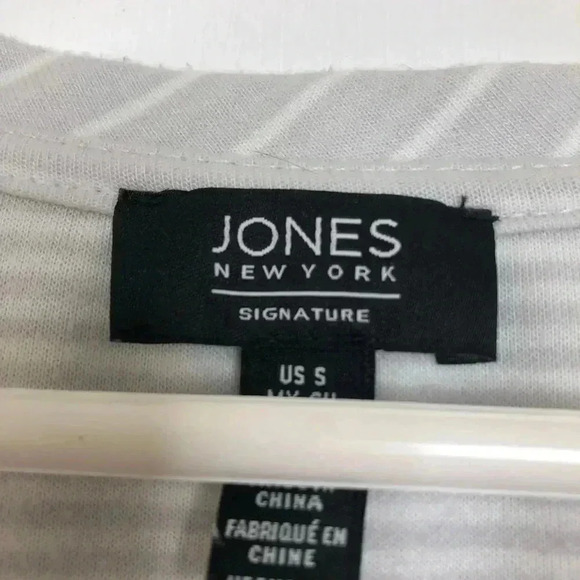 JONES
NEW YORK
SIGNATURE
US S
CHINA
FABRIQUÉ EN
CHINE